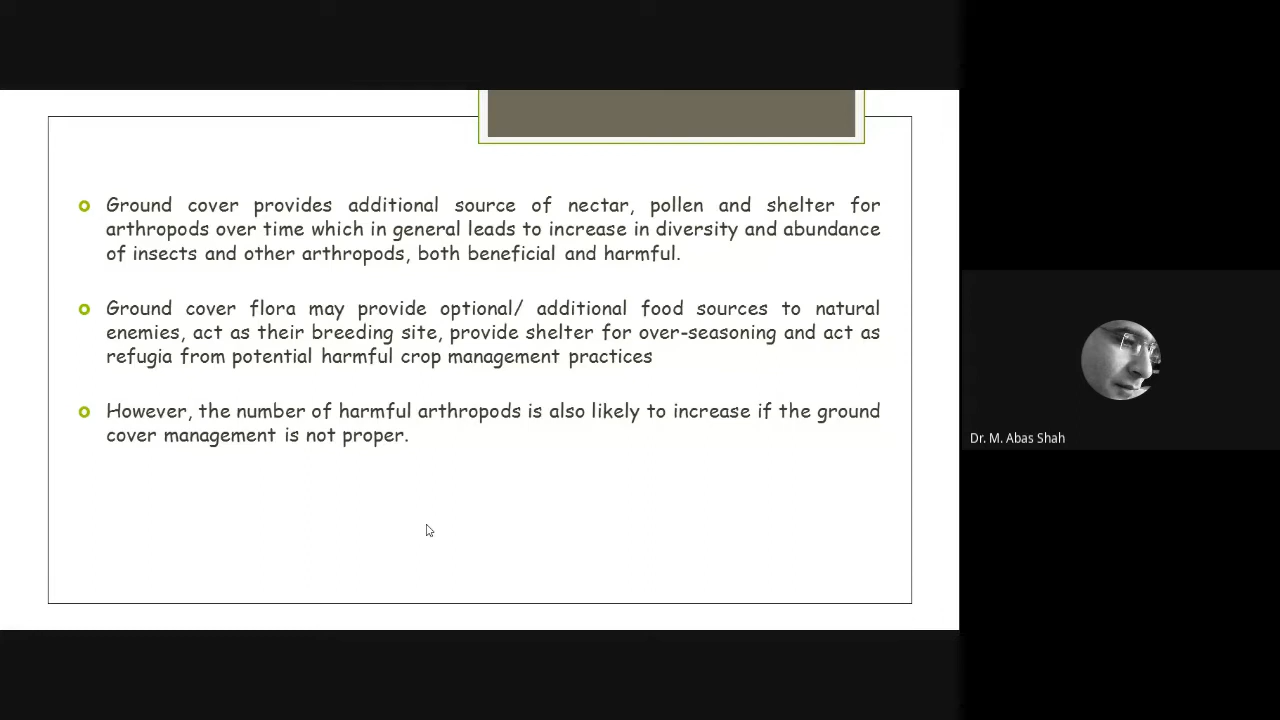 Ground cover provides additional source of nectar, pollen and shelter for
arthropods over time which in general leads to increase in diversity and abundance
of insects and other arthropods, both beneficial and harmful.
Ground cover flora may provide optional/ additional food sources to natural
enemies, act as their breeding site, provide shelter for over-seasoning and act as
refugia from potential harmful crop management practices
However, the number of harmful arthropods is also likely to increase if the ground
cover management is not proper.
Dr. M. Abas Shah